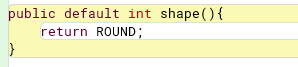 public default int shape(){
    return ROUND;
}